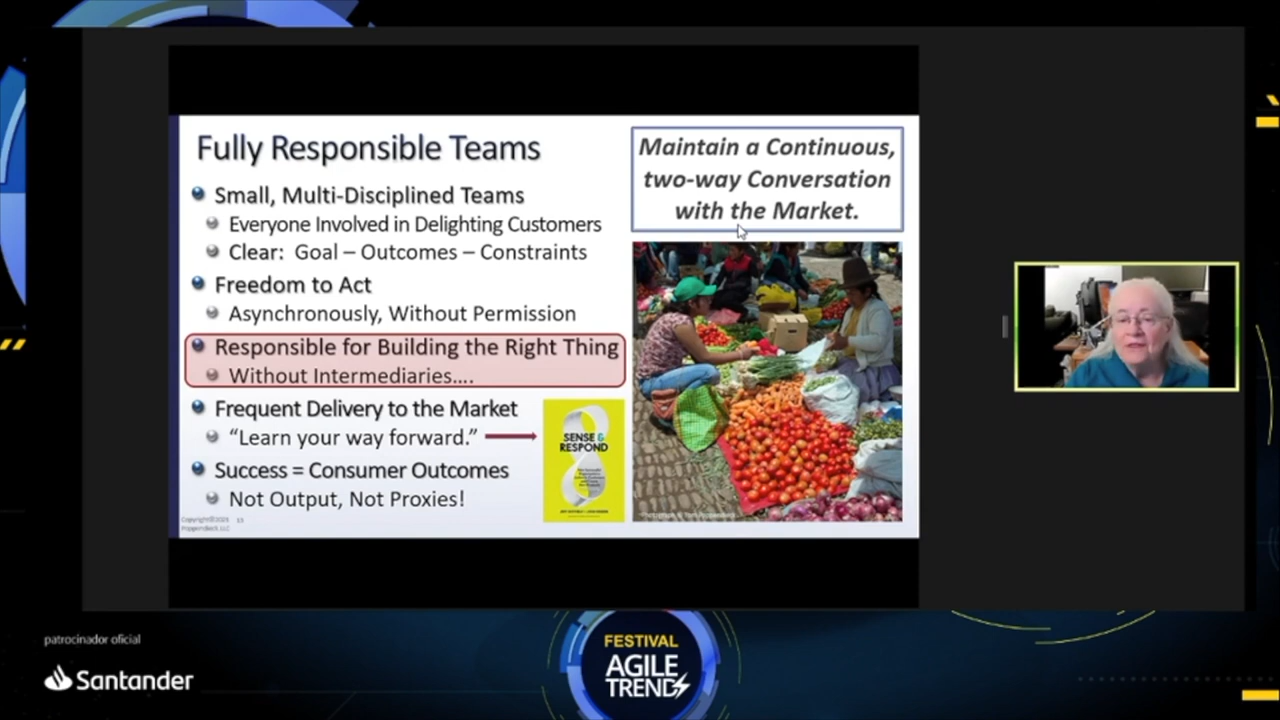 Fully Responsible Teams
Small, Multi-Disciplined Teams
Everyone Involved in Delighting Customers
Clear: Goal – Outcomes – Constraints
Freedom to Act
Asynchronously, Without Permission
Responsible for Building the Right Thing
Without Intermediaries….
Frequent Delivery to the Market
“Learn your way forward.”
Success = Consumer Outcomes
Not Output, Not Proxies!
Maintain a Continuous,
two-way Conversation
with the Market.
SENSE &
RESPOND
patrocinador oficial
Santander
FESTIVAL
AGILE
TRENDS